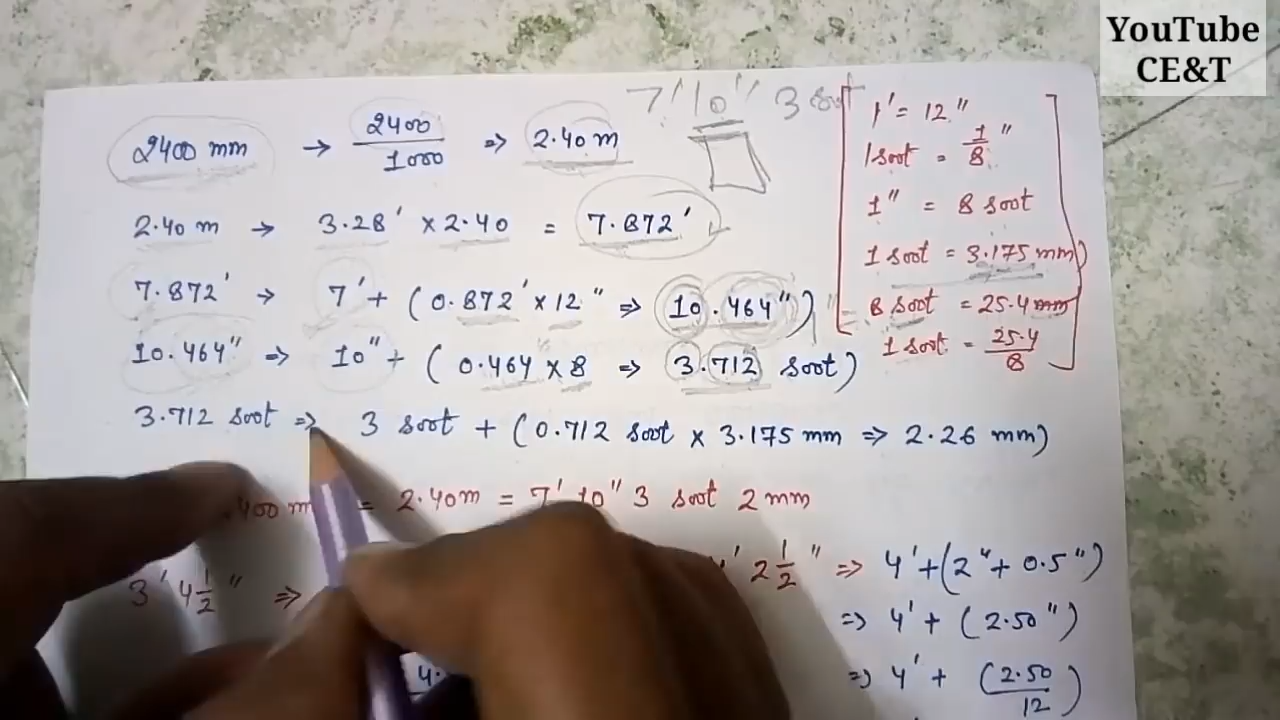 YouTube
CE&T
7' 10" 3 soot
2400 mm → 2400/1000 ⇒ 2.40 m
2.40 m → 3.28' × 2.40 = 7.872'
7.872' → 7' + (0.872' × 12" ⇒ 10.464")
10.464" ⇒ 10" + (0.464 × 8 ⇒ 3.712 soot)
3.712 soot ⇒ 3 soot + (0.712 soot × 3.175 mm ⇒ 2.26 mm)
400 m = 2.40m = 7' 10" 3 soot 2 mm
3' 4 1/2" ⇒
4.
1' = 12"
1 soot = 1/8"
1" = 8 soot
1 soot = 3.175 mm
8 soot = 25.4 mm
1 soot = 25.4/8
' 2 1/2" ⇒ 4' + (2" + 0.5")
⇒ 4' + (2.50")
⇒ 4' + (2.50/12)